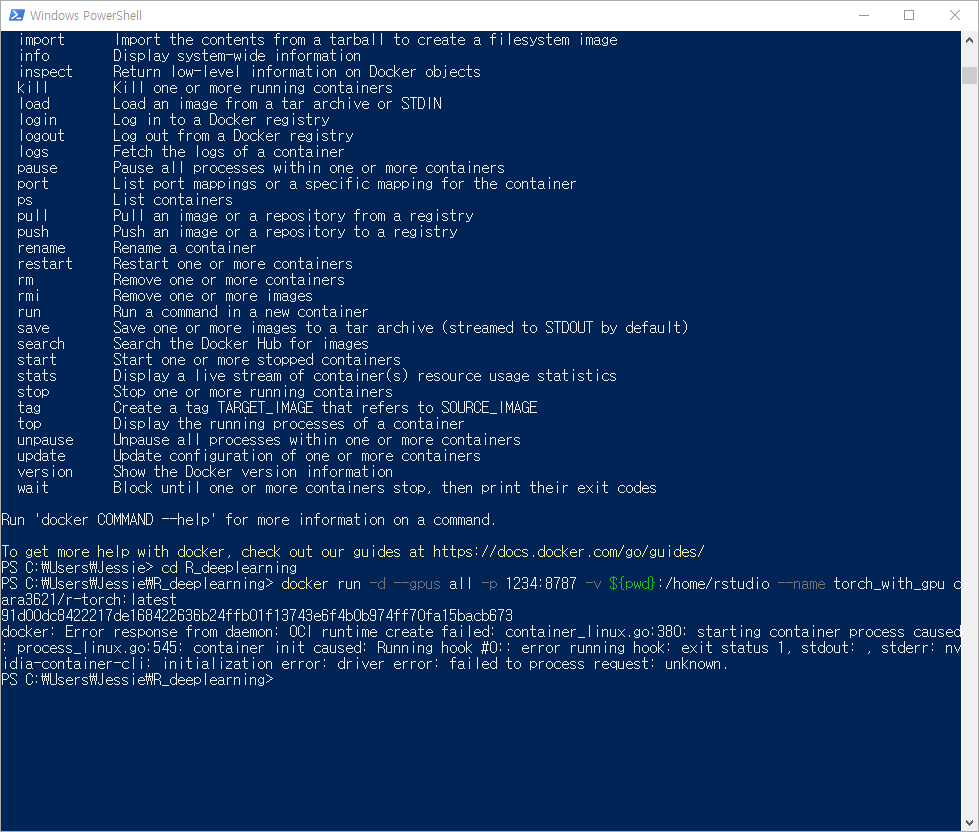 Windows PowerShell
import Import the contents from a tarball to create a filesystem image
info Display system-wide information
inspect Return low-level information on Docker objects
kill Kill one or more running containers
load Load an image from a tar archive or STDIN
login Log in to a Docker registry
logout Log out from a Docker registry
logs Fetch the logs of a container
pause Pause all processes within one or more containers
port List port mappings or a specific mapping for the container
ps List containers
pull Pull an image or a repository from a registry
push Push an image or a repository to a registry
rename Rename a container
restart Restart one or more containers
rm Remove one or more containers
rmi Remove one or more images
run Run a command in a new container
save Save one or more images to a tar archive (streamed to STDOUT by default)
search Search the Docker Hub for images
start Start one or more stopped containers
stats Display a live stream of container(s) resource usage statistics
stop Stop one or more running containers
tag Create a tag TARGET_IMAGE that refers to SOURCE_IMAGE
top Display the running processes of a container
unpause Unpause all processes within one or more containers
update Update configuration of one or more containers
version Show the Docker version information
wait Block until one or more containers stop, then print their exit codes
Run 'docker COMMAND --help' for more information on a command.
To get more help with docker, check out our guides at https://docs.docker.com/go/guides/
PS C:₩Users₩Jessie> cd R_deeplearning
PS C:₩Users₩Jessie₩R_deeplearning> docker run -d --gpus all -p 1234:8787 -v ${pwd}:/home/rstudio --name torch_with_gpu c
ara3621/r-torch:latest
91d00dc8422217de168422636b24ffb01f13743e6f4b0b974ff70fa15bacb673
docker: Error response from daemon: OCI runtime create failed: container_linux.go:380: starting container process caused
: process_linux.go:545: container init caused: Running hook #0:: error running hook: exit status 1, stdout: , stderr: nv
idia-container-cli: initialization error: driver error: failed to process request: unknown.
PS C:₩Users₩Jessie₩R_deeplearning>